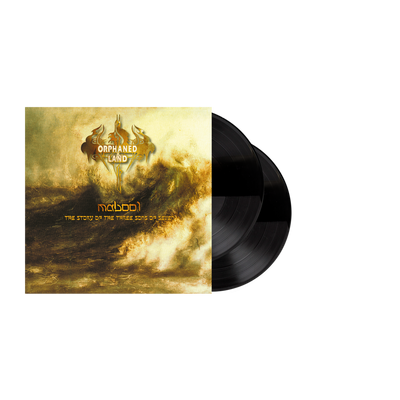 ORPHANED
LAND
mabool
THE STORY OF THE THREE SONS OF SEVEN